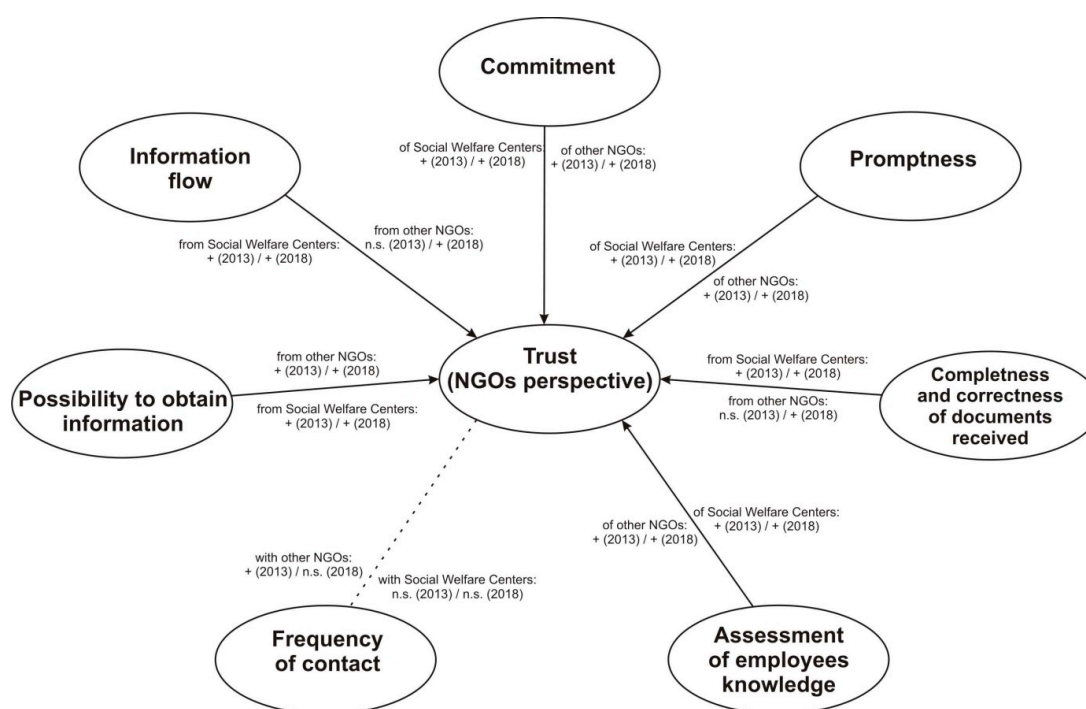 Commitment
of Social Welfare Centers:
+ (2013) / + (2018)
of other NGOs:
+ (2013) / + (2018)
Information
flow
from other NGOs:
n.s. (2013) / + (2018)
from Social Welfare Centers:
+ (2013) / + (2018)
Promptness
of Social Welfare Centers:
+ (2013) / + (2018)
of other NGOs:
+ (2013) / + (2018)
Trust
(NGOs perspective)
Possibility to obtain
information
from other NGOs:
+ (2013) / + (2018)
from Social Welfare Centers:
+ (2013) / + (2018)
Completness
and correctness
of documents
received
from Social Welfare Centers:
+ (2013) / + (2018)
from other NGOs:
n.s. (2013) / + (2018)
Frequency
of contact
with other NGOs:
+ (2013) / n.s. (2018)
with Social Welfare Centers:
n.s. (2013) / n.s. (2018)
Assessment
of employees
knowledge
of Social Welfare Centers:
+ (2013) / + (2018)
of other NGOs:
+ (2013) / + (2018)